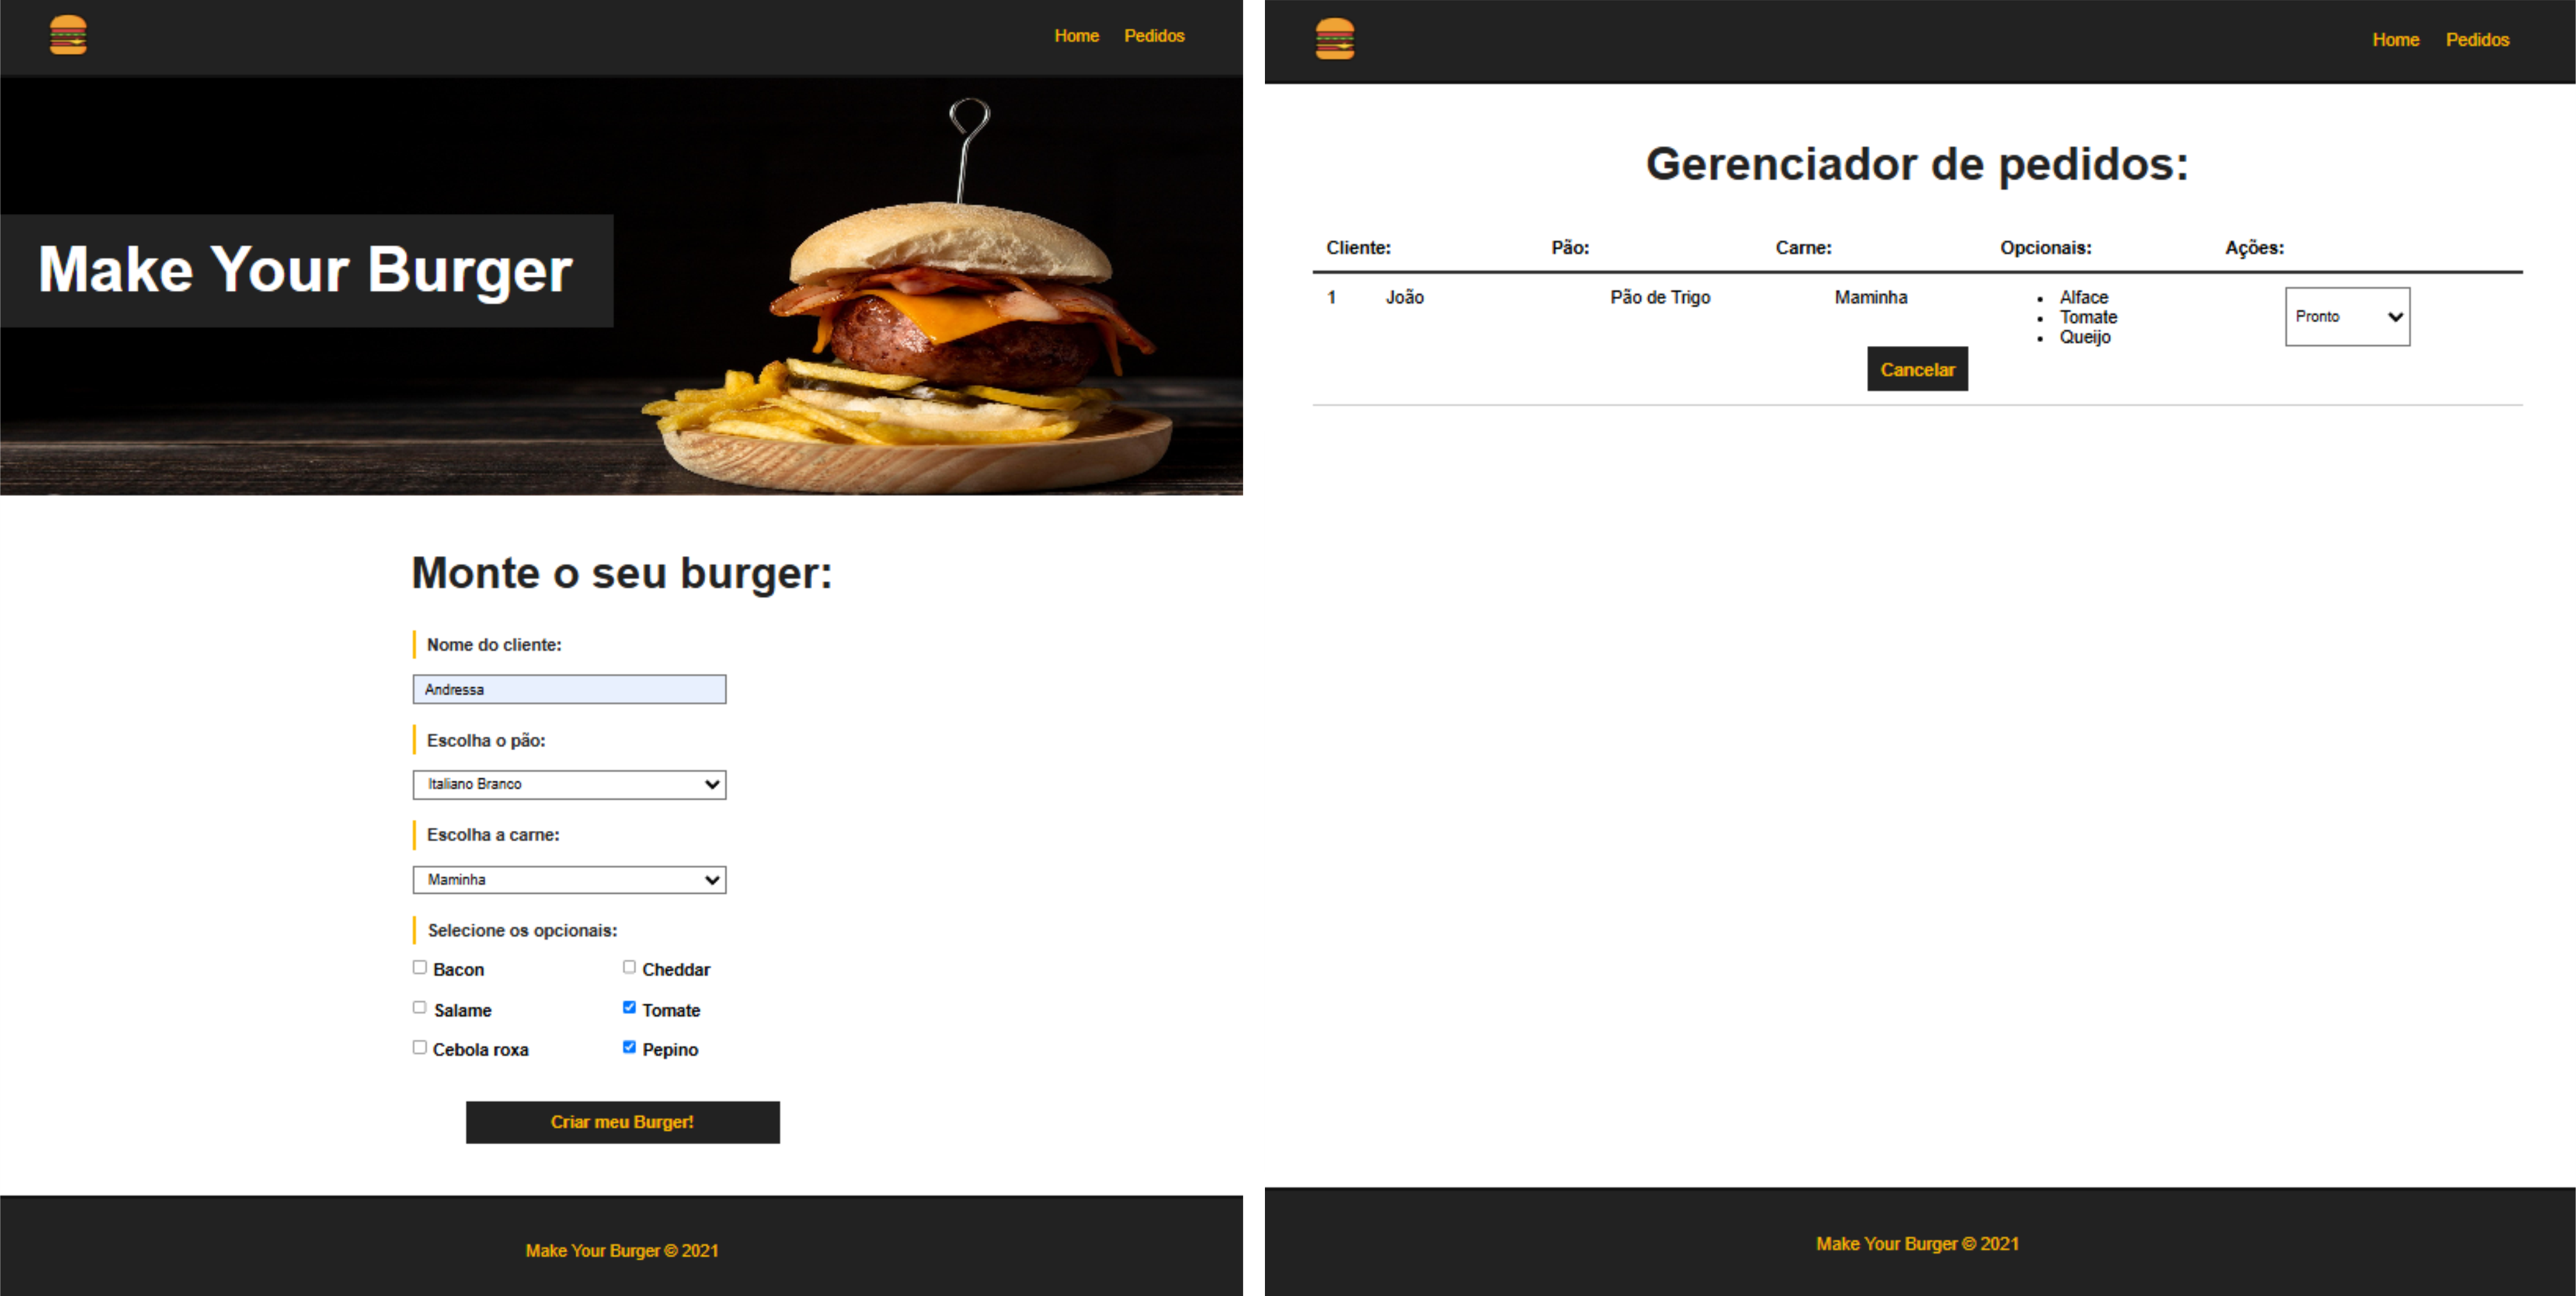 Home Pedidos
Make Your Burger
Monte o seu burger:
Nome do cliente:
Andressa
Escolha o pão:
Italiano Branco
Escolha a carne:
Maminha
Selecione os opcionais:
Bacon Cheddar
Salame Tomate
Cebola roxa Pepino
Criar meu Burger!
Make Your Burger © 2021
Home Pedidos
Gerenciador de pedidos:
Cliente: Pão: Carne: Opcionais: Ações:
1 João Pão de Trigo Maminha Alface Pronto
Tomate
Queijo
Cancelar
Make Your Burger © 2021